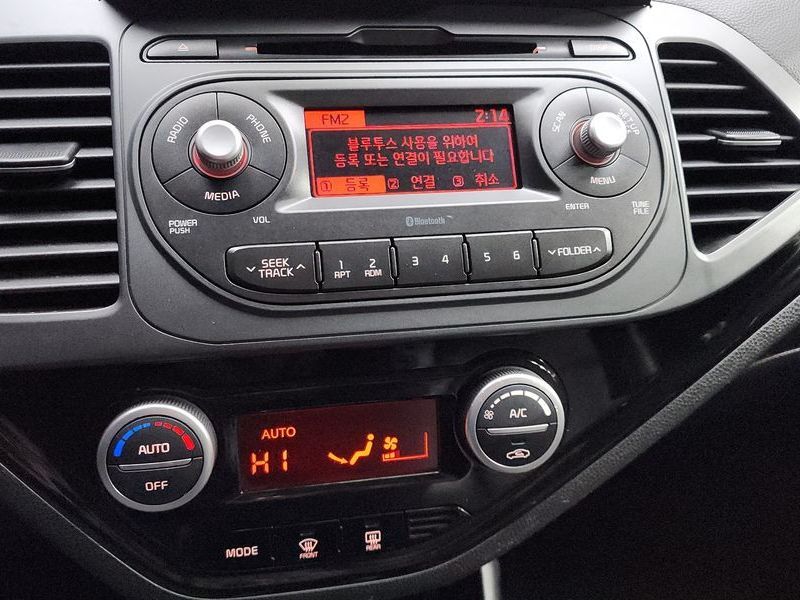 FM2 2:14
블루투스 사용을 위하여
등록 또는 연결이 필요합니다
① 등록 ② 연결 ③ 취소
RADIO
PHONE
MEDIA
SCAN
SETUP
MENU
POWER
PUSH
VOL
Bluetooth
ENTER
TUNE
FILE
SEEK
TRACK
1 RPT
2 RDM
3 4
5 6
FOLDER
AUTO
OFF
AUTO
HI
A/C
MODE
FRONT
REAR